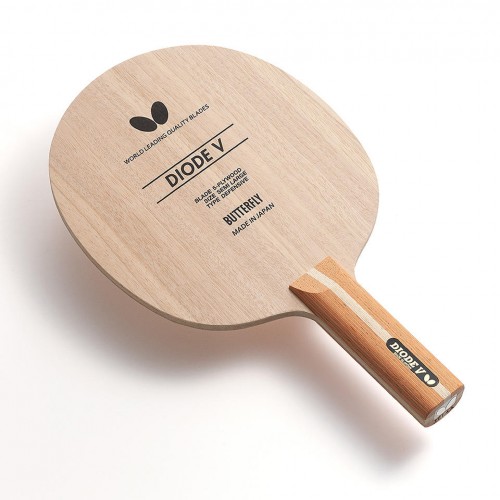 WORLD LEADING QUALITY BLADES
DIODE V
BLADE 5-PLYWOOD
SIZE SEMI LARGE
TYPE DEFENSIVE
BUTTERFLY
MADE IN JAPAN
DIODE V